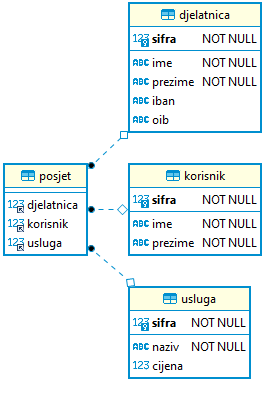 djelatnica
123 sifra NOT NULL
ABC ime NOT NULL
ABC prezime NOT NULL
ABC iban
ABC oib
posjet
123 djelatnica
123 korisnik
123 usluga
korisnik
123 sifra NOT NULL
ABC ime NOT NULL
ABC prezime NOT NULL
usluga
123 sifra NOT NULL
ABC naziv NOT NULL
123 cijena